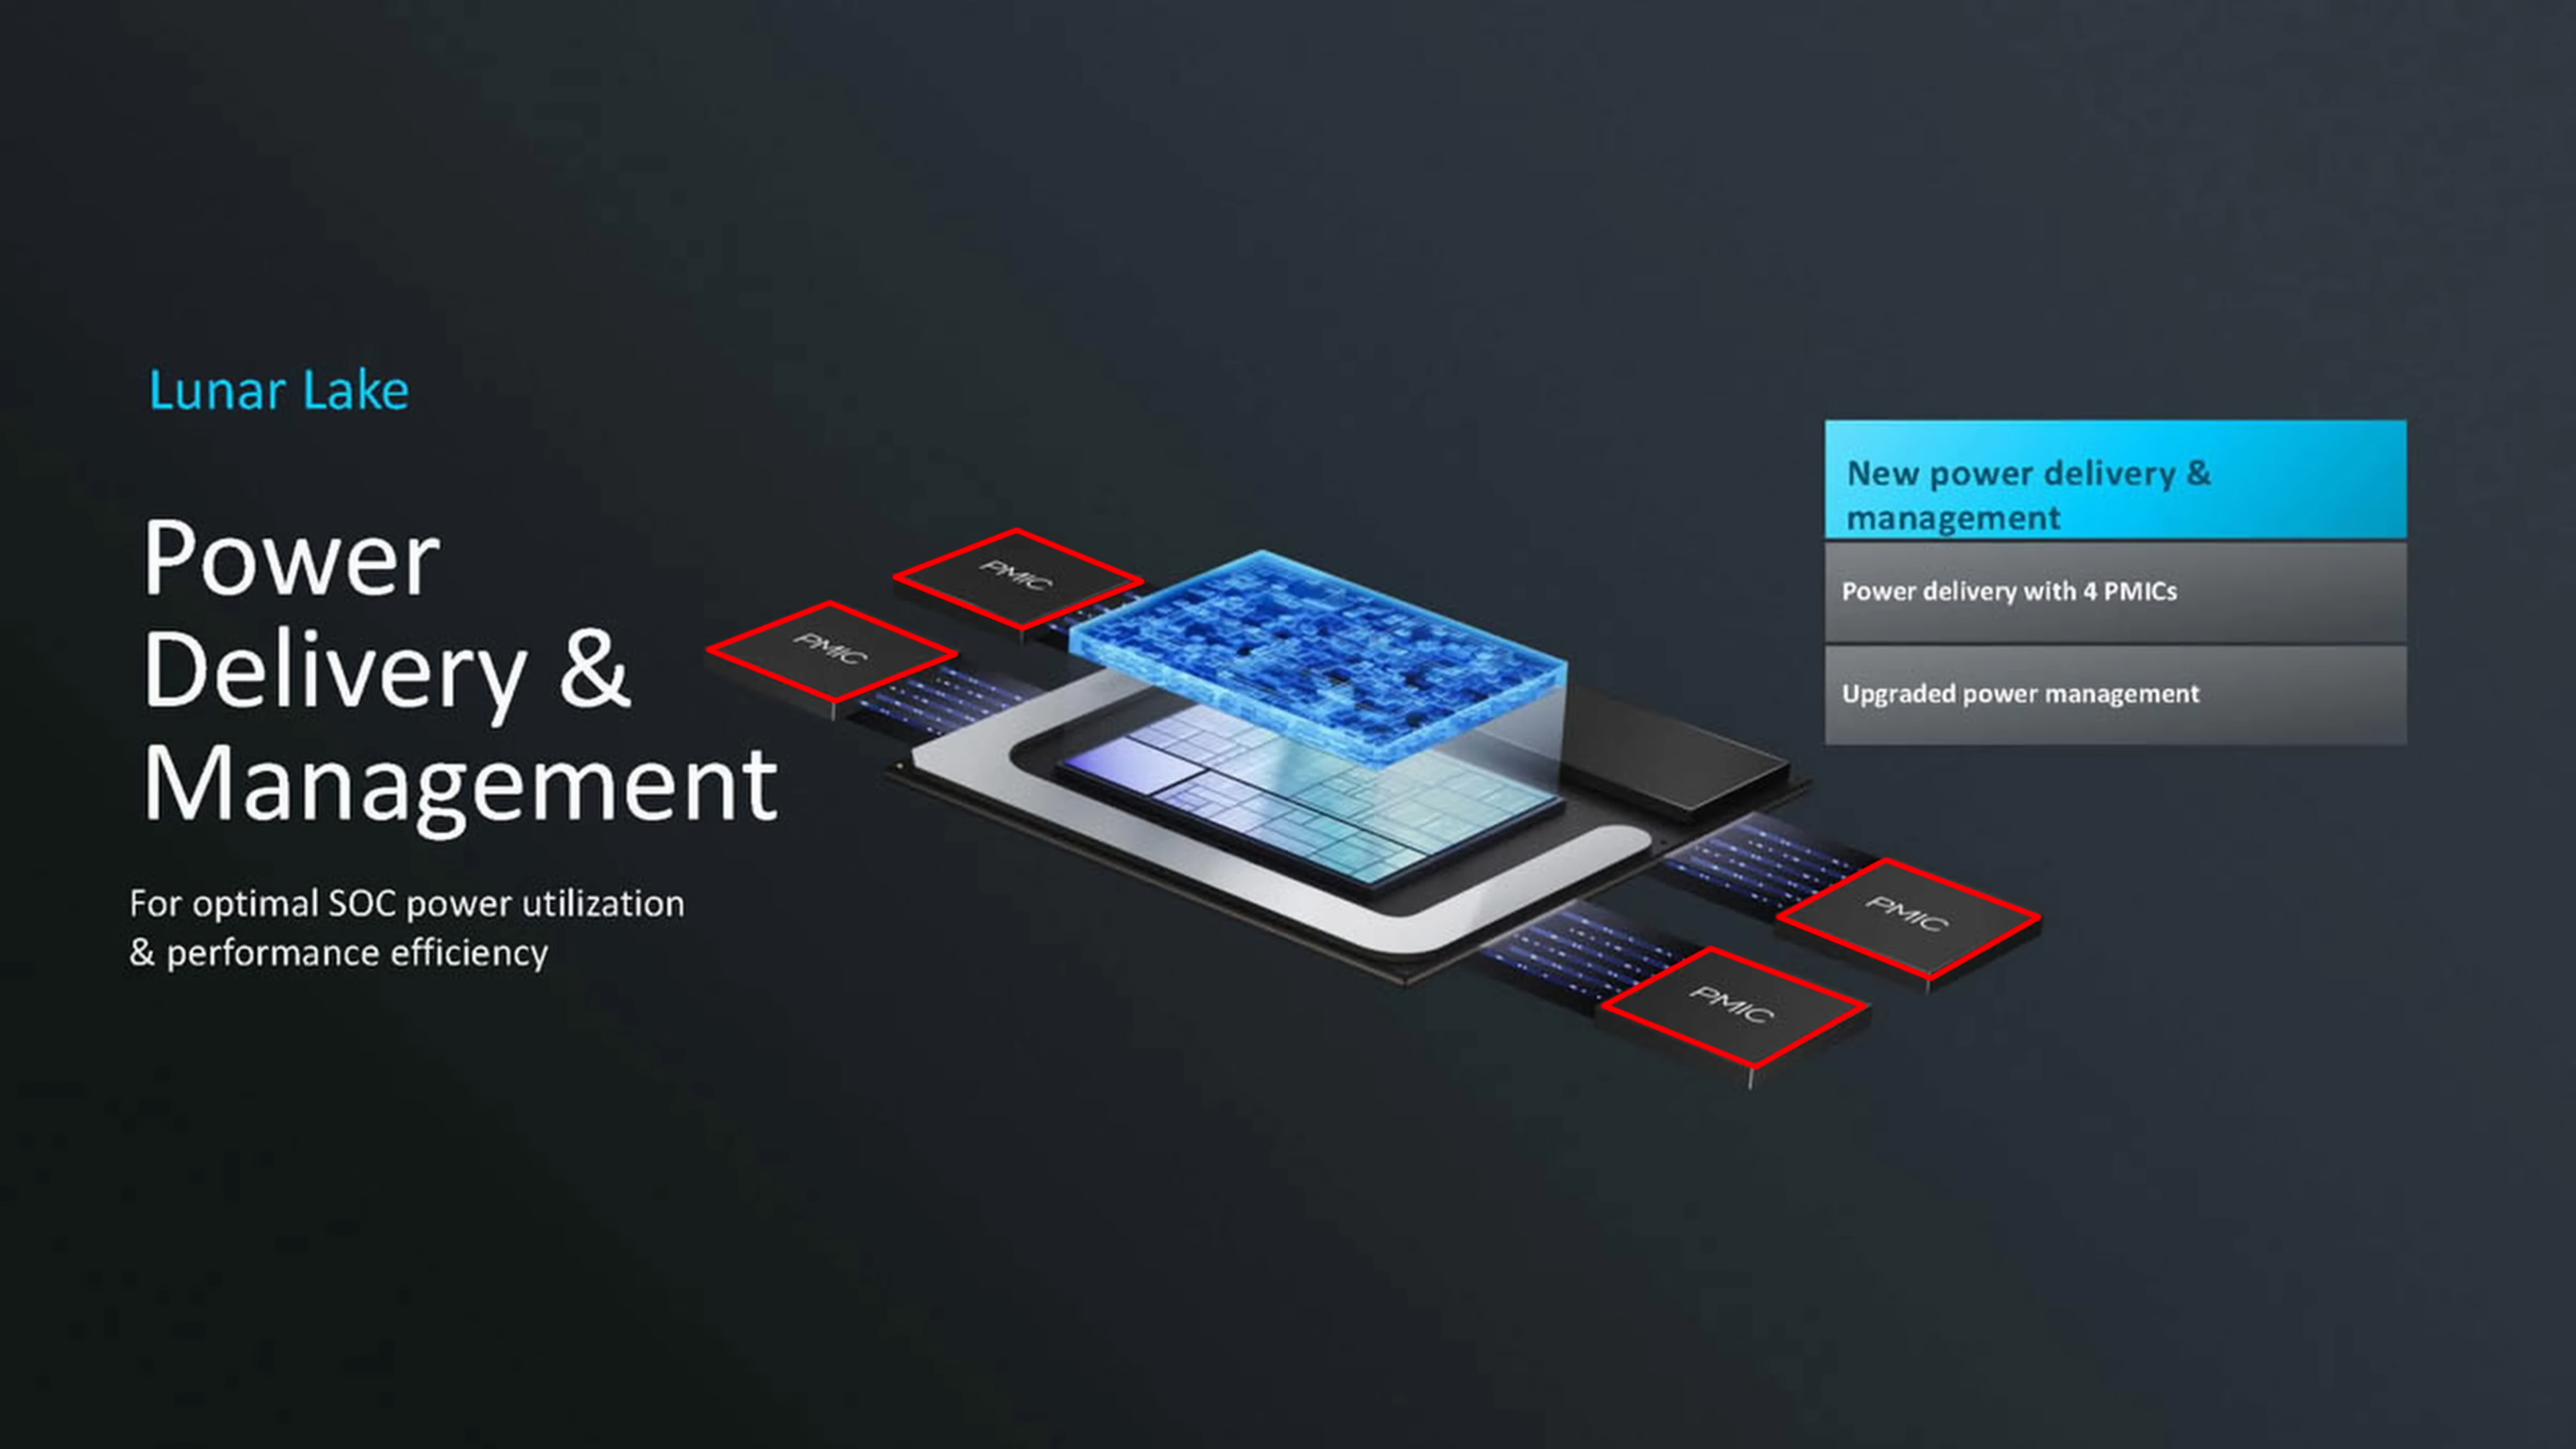 Lunar Lake
Power
Delivery &
Management
For optimal SOC power utilization
& performance efficiency
PMIC
PMIC
PMIC
PMIC
New power delivery &
management
Power delivery with 4 PMICs
Upgraded power management